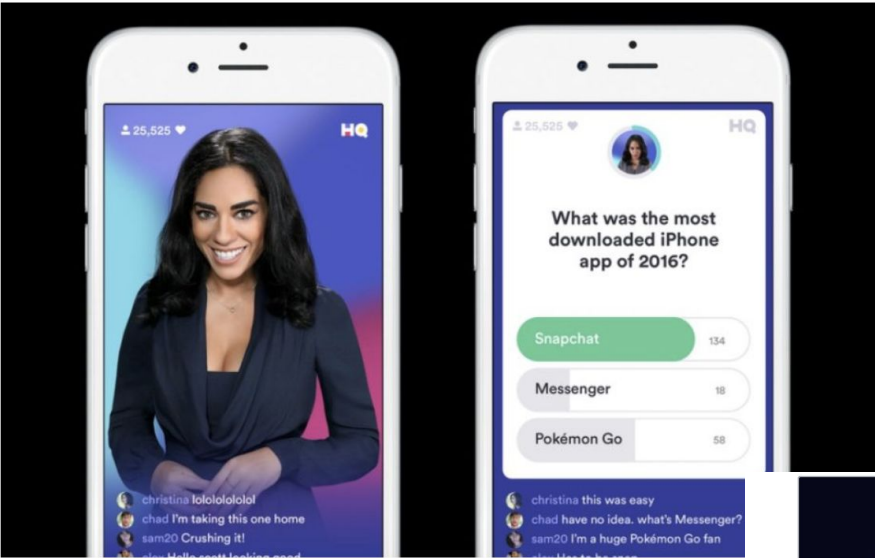 25,525
HQ
christina lolololololol
chad I'm taking this one home
sam20 Crushing it!
25,525
HQ
What was the most
downloaded iPhone
app of 2016?
Snapchat 134
Messenger 18
Pokémon Go 58
christina this was easy
chad have no idea. what's Messenger?
sam20 I'm a huge Pokémon Go fan